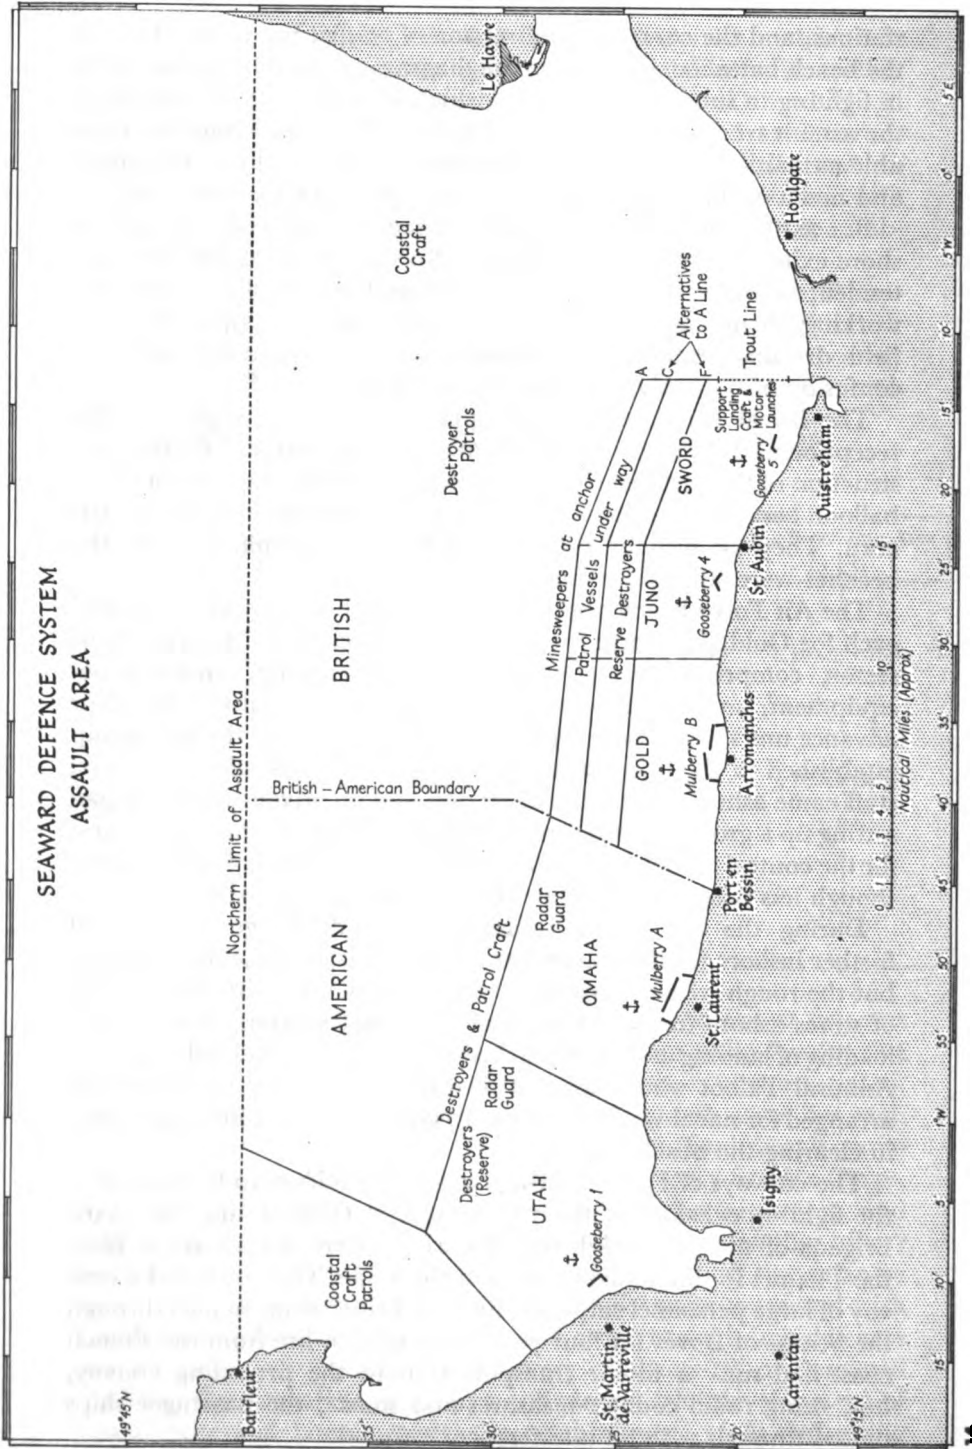 SEAWARD DEFENCE SYSTEM
ASSAULT AREA
Northern Limit of Assault Area
AMERICAN
BRITISH
British – American Boundary
Coastal
Craft
Patrols
Destroyers & Patrol Craft
Destroyers
(Reserve)
Radar
Guard
Radar
Guard
Destroyer
Patrols
Coastal
Craft
Minesweepers at anchor
Patrol Vessels under way
Reserve Destroyers
A
C
F
Alternatives
to A Line
Trout Line
Support
Landing
Craft &
Motor
Launches
UTAH
OMAHA
GOLD
JUNO
SWORD
Gooseberry 1
Mulberry A
Mulberry B
Gooseberry 4
Gooseberry
5
Barfleur
St Martin
de Varreville
Carentan
Isigny
St Laurent
Port en
Bessin
Arromanches
St. Aubin
Ouistreham
Houlgate
Le Havre
0 1 2 3 4 5 10 15
Nautical Miles (Approx)
49°45'N
35'
30'
25'
20'
49°15'N
15'
10'
5'
1°W
55'
50'
45'
40'
35'
30'
25'
20'
15'
10'
5'W
0°
5'E